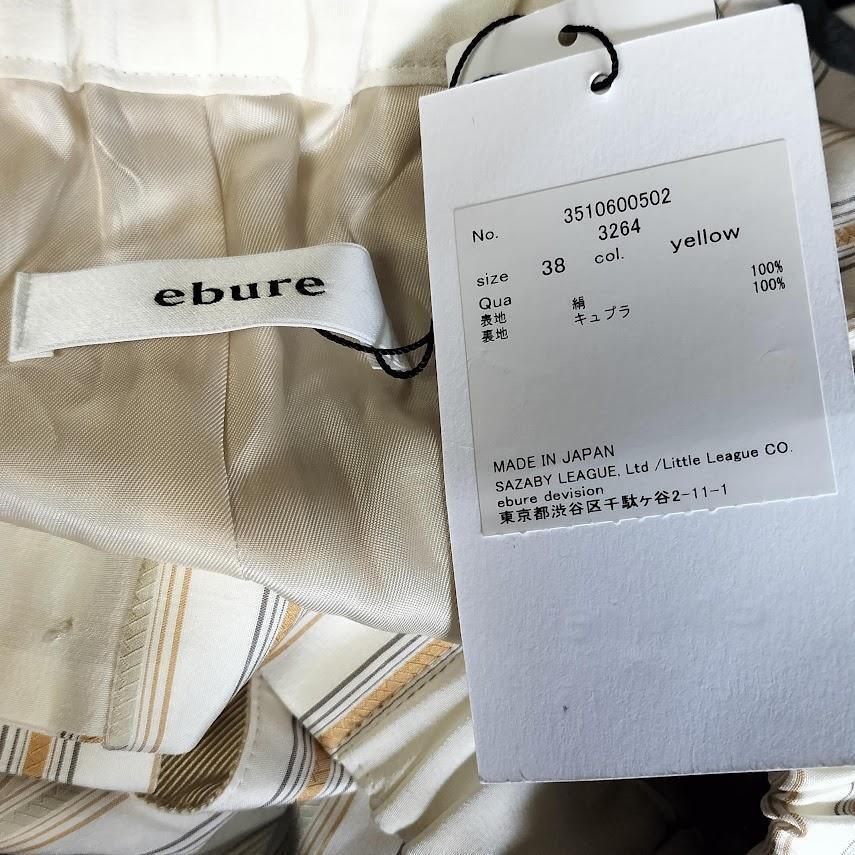 ebure
No. 3510600502
3264
size 38 col. yellow
Qua
表地 絹 100%
裏地 キュプラ 100%
MADE IN JAPAN
SAZABY LEAGUE, Ltd /Little League CO.
ebure devision
東京都渋谷区千駄ヶ谷2-11-1